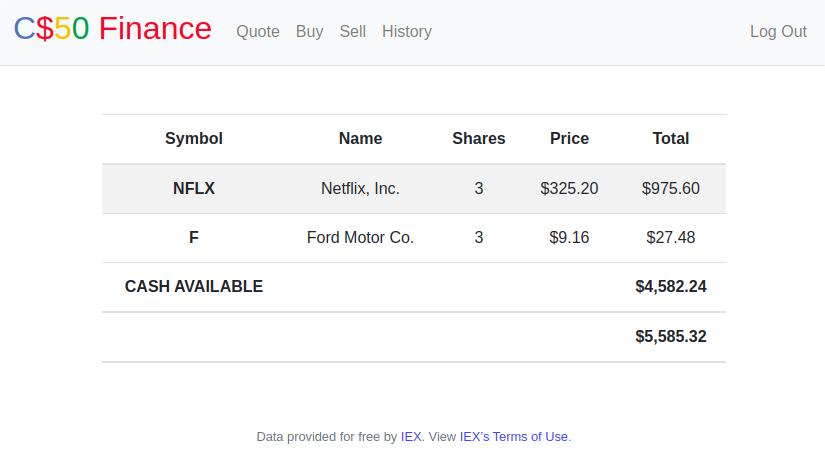 C$50 Finance Quote Buy Sell History Log Out
Symbol Name Shares Price Total
NFLX Netflix, Inc. 3 $325.20 $975.60
F Ford Motor Co. 3 $9.16 $27.48
CASH AVAILABLE $4,582.24
$5,585.32
Data provided for free by IEX. View IEX's Terms of Use.